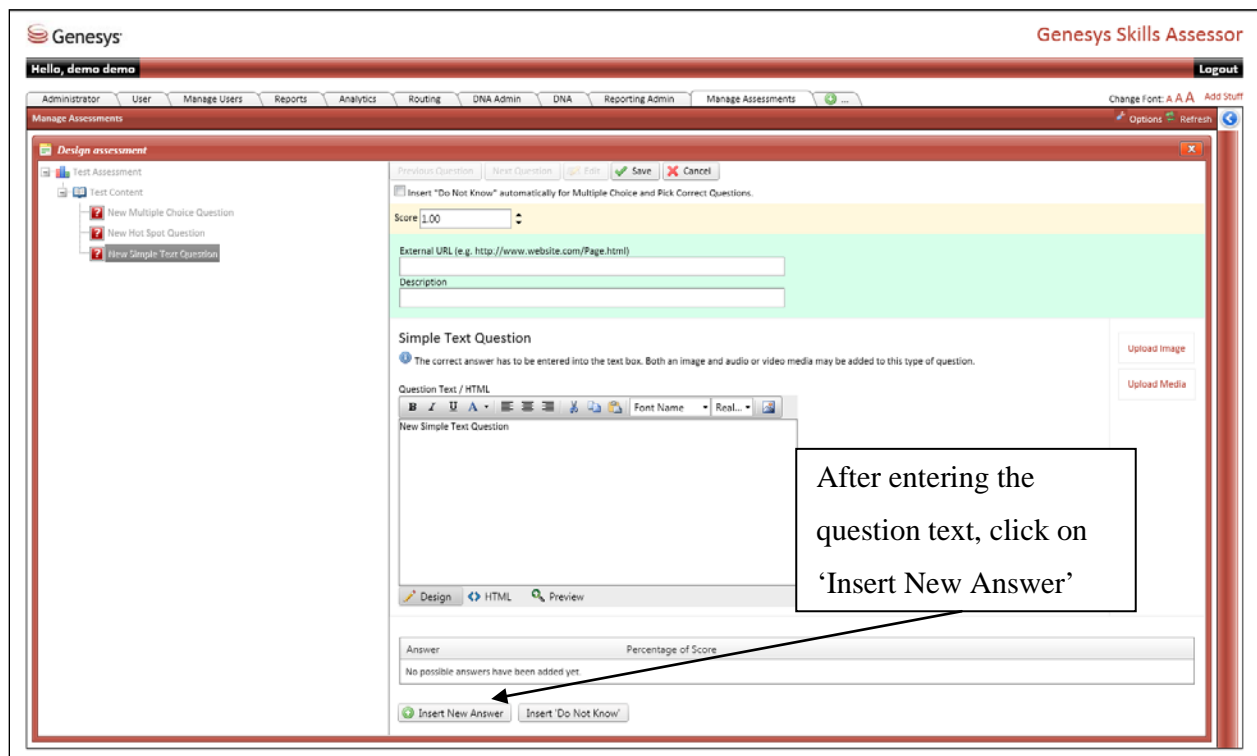 Genesys
Genesys Skills Assessor
Hello, demo demo
Logout
Administrator User Manage Users Reports Analytics Routing DNA Admin DNA Reporting Admin Manage Assessments ... Change Font: A A A Add Stuff
Manage Assessments Options Refresh
Design assessment x
Test Assessment
Test Content
New Multiple Choice Question
New Hot Spot Question
New Simple Text Question
Previous Question Next Question Edit Save Cancel
Insert "Do Not Know" automatically for Multiple Choice and Pick Correct Questions.
Score 1.00
External URL (e.g. http://www.website.com/Page.html)
Description
Simple Text Question
The correct answer has to be entered into the text box. Both an image and audio or video media may be added to this type of question.
Upload Image
Upload Media
Question Text / HTML
B I U A Font Name Real...
New Simple Text Question
After entering the
question text, click on
‘Insert New Answer’
Design HTML Preview
Answer Percentage of Score
No possible answers have been added yet.
Insert New Answer Insert 'Do Not Know'